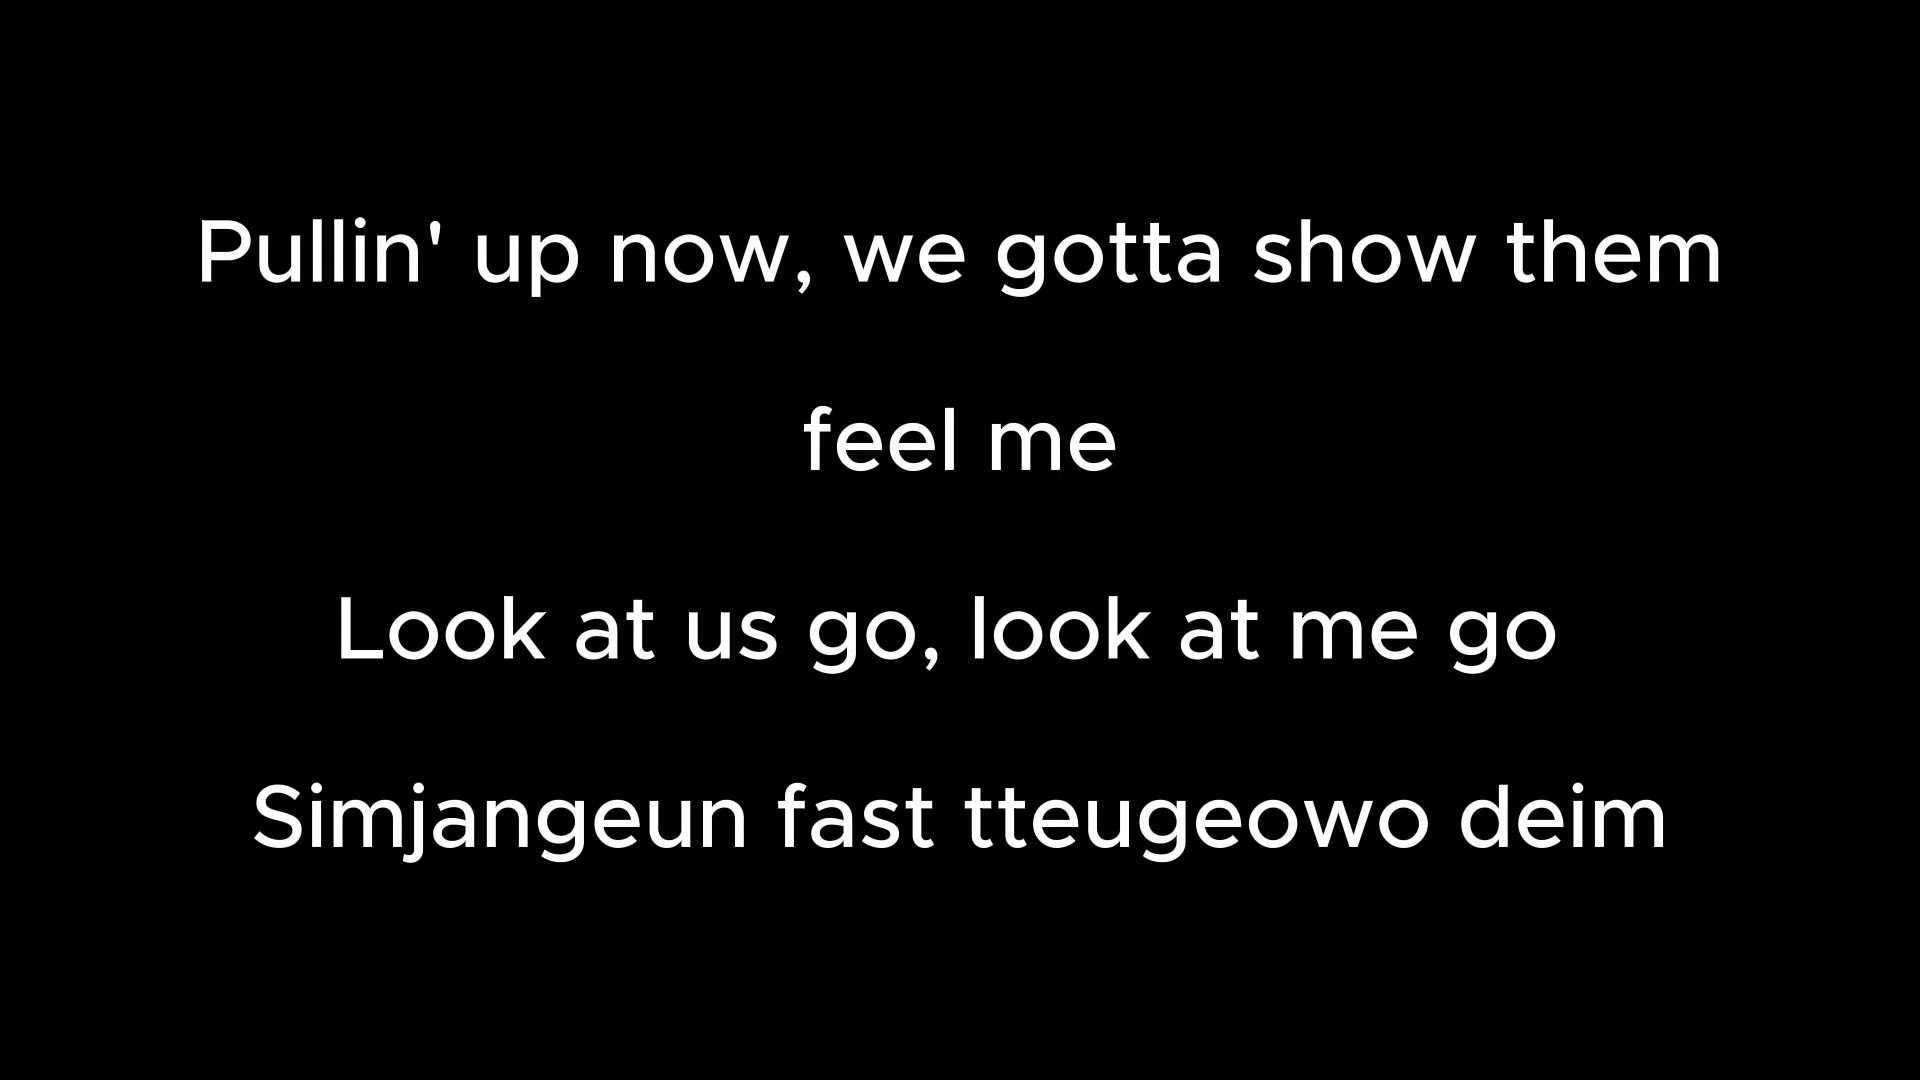 Pullin' up now, we gotta show them
feel me
Look at us go, look at me go
Simjangeun fast tteugeowo deim